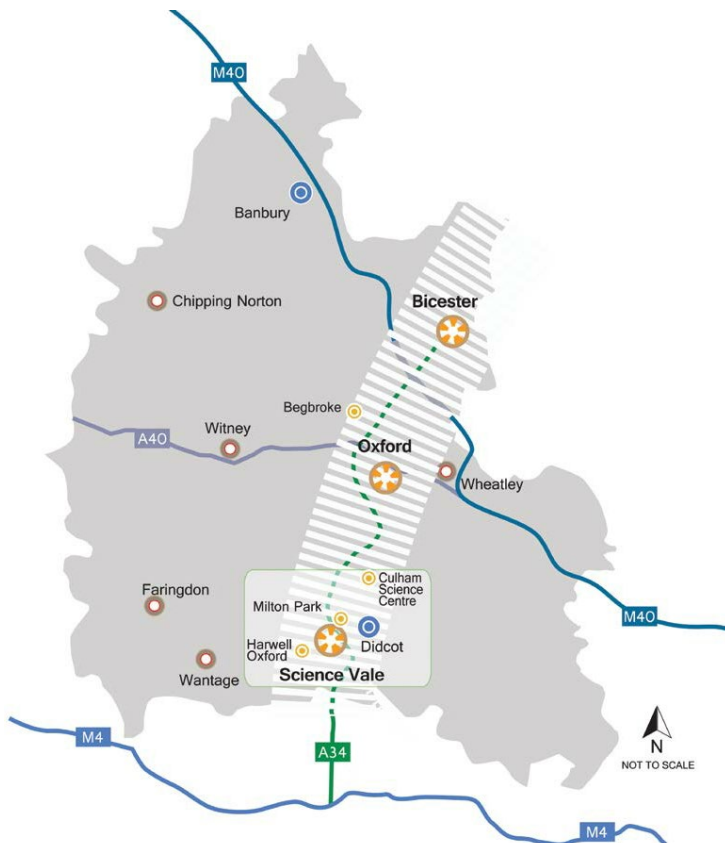 M40
Banbury
Chipping Norton
Bicester
Begbroke
Witney
A40
Oxford
Wheatley
Culham
Science
Centre
Faringdon
Milton Park
M40
Harwell
Oxford
Didcot
Wantage
Science Vale
M4
A34
N
NOT TO SCALE
M4